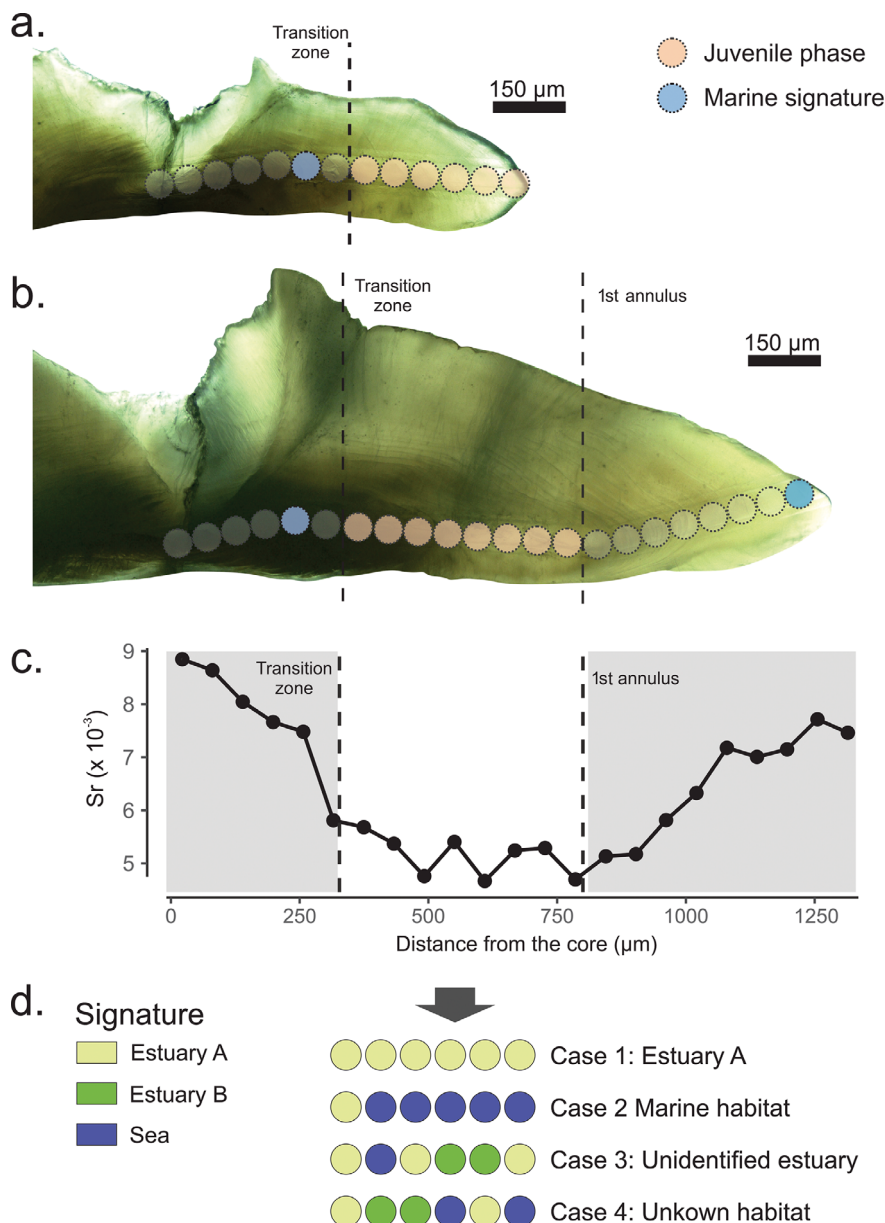 a.
Transition
zone
150 µm
Juvenile phase
Marine signature
b.
Transition
zone
1st annulus
150 µm
c.
9
8
7
6
5
Sr (x 10⁻³)
Transition
zone
1st annulus
0
250
500
750
1000
1250
Distance from the core (µm)
d.
Signature
Estuary A
Estuary B
Sea
Case 1: Estuary A
Case 2 Marine habitat
Case 3: Unidentified estuary
Case 4: Unkown habitat